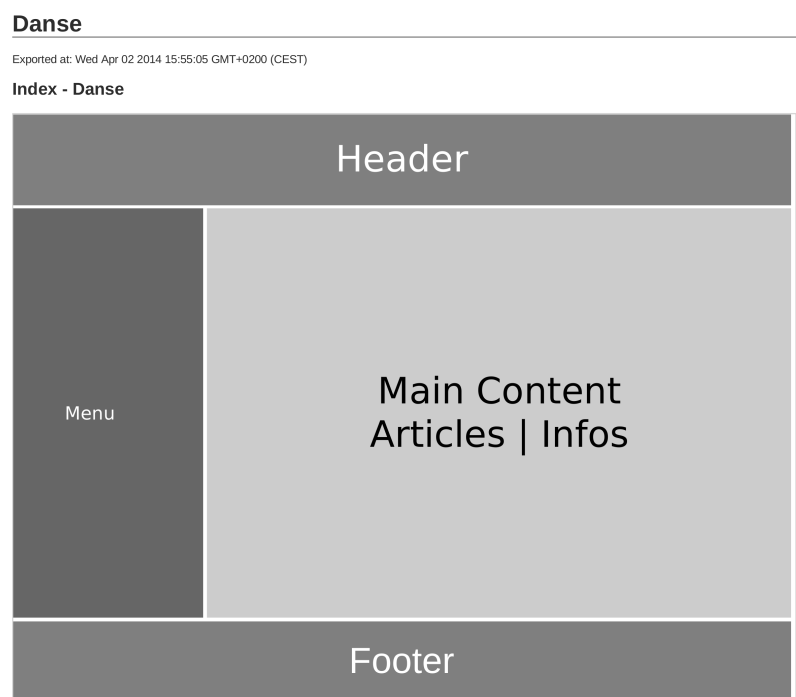 Danse
Exported at: Wed Apr 02 2014 15:55:05 GMT+0200 (CEST)
Index - Danse
Header
Menu
Main Content
Articles | Infos
Footer